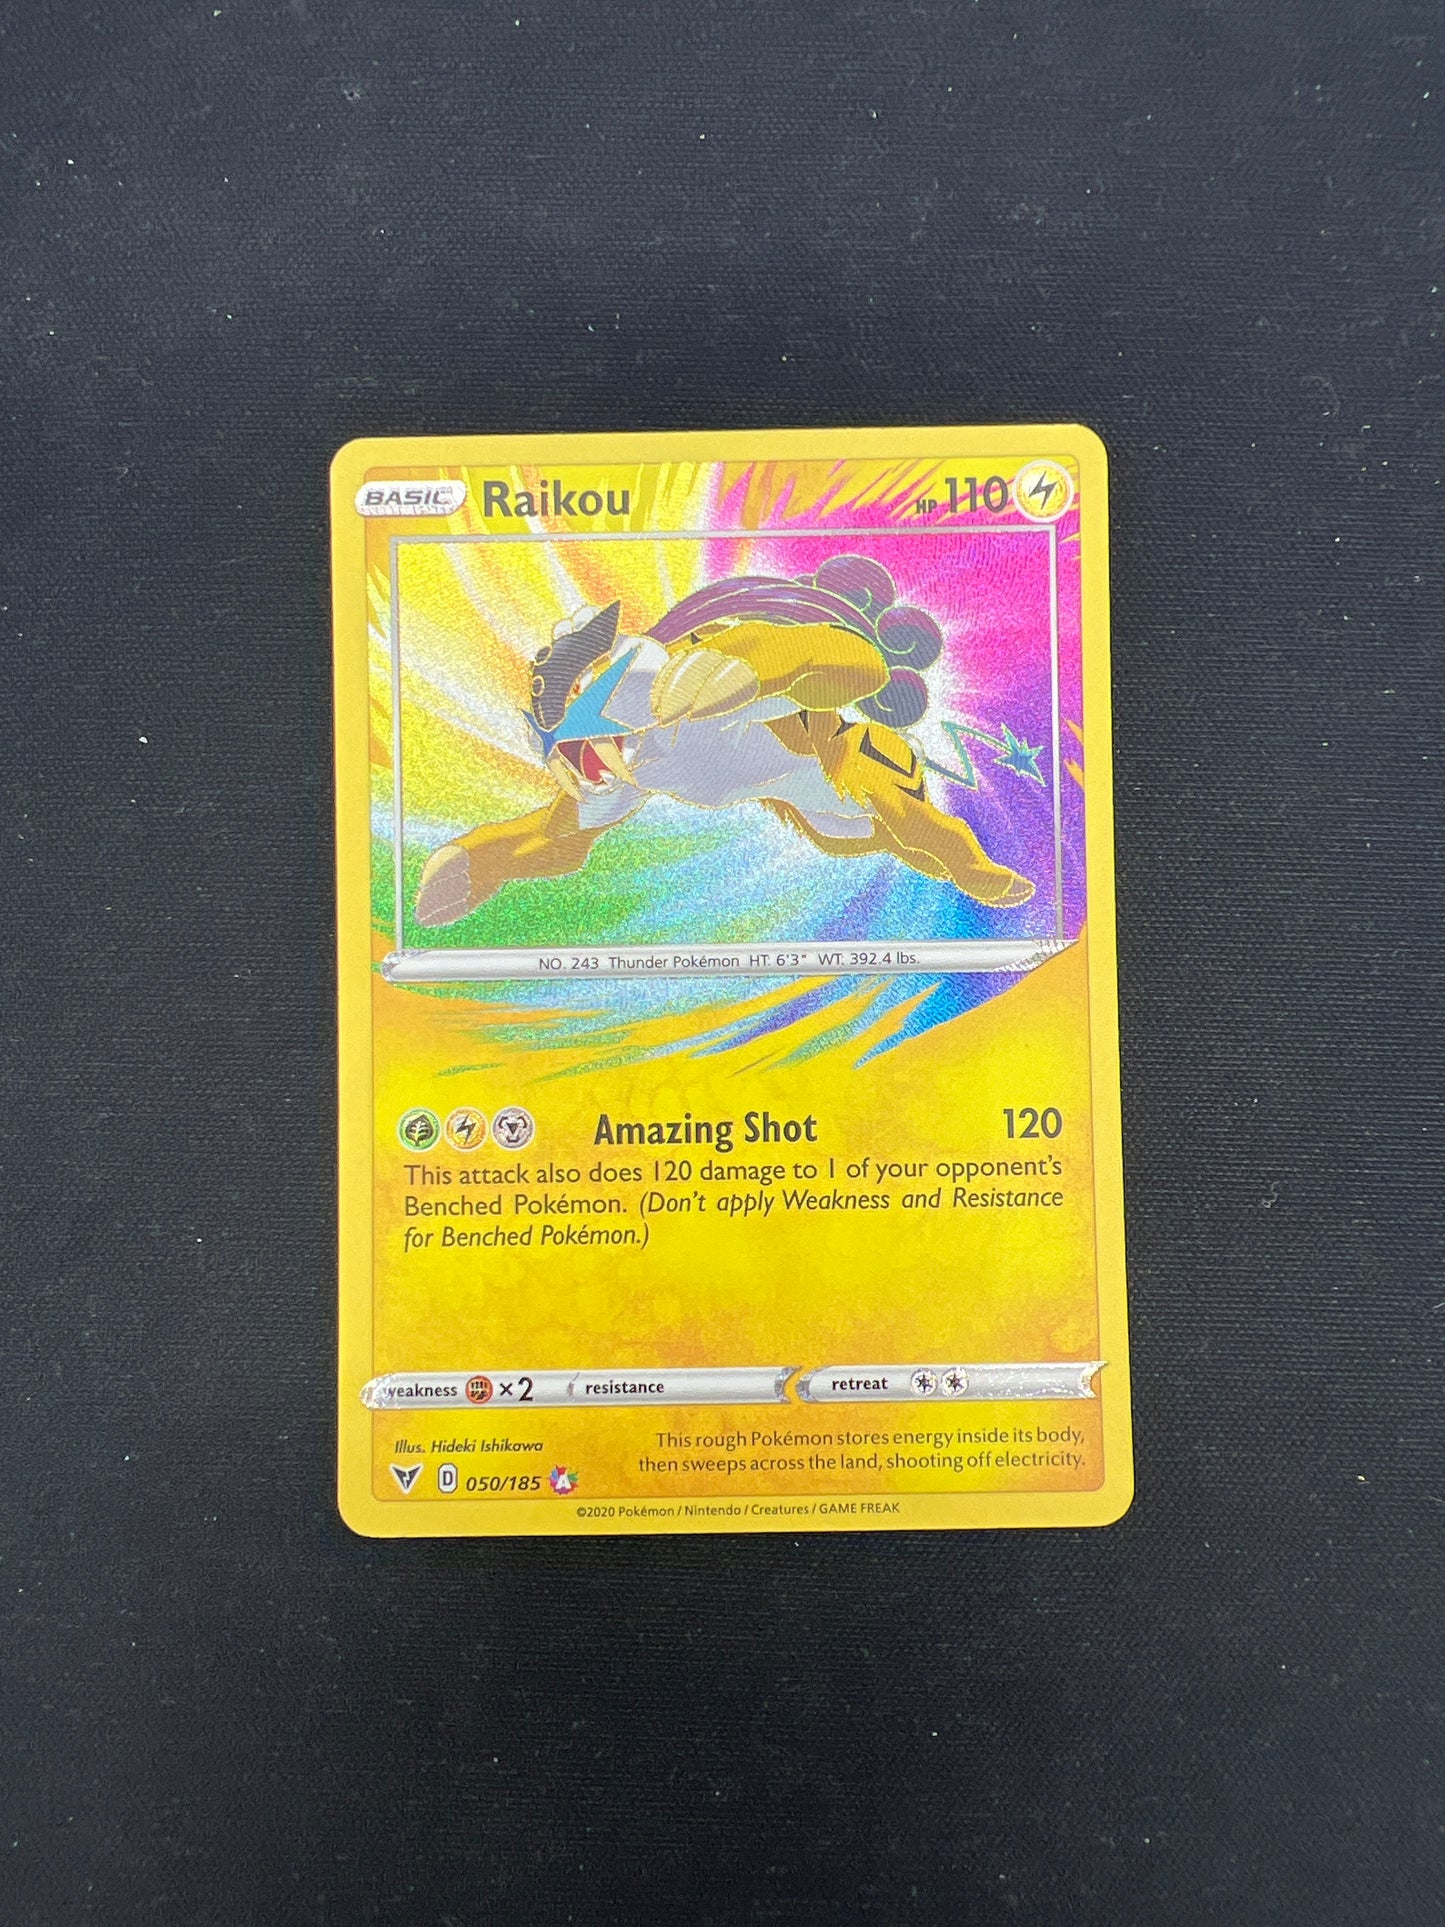 BASIC Raikou HP 110
NO. 243 Thunder Pokémon HT: 6'3" WT: 392.4 lbs.
Amazing Shot 120
This attack also does 120 damage to 1 of your opponent's
Benched Pokémon. (Don't apply Weakness and Resistance
for Benched Pokémon.)
weakness ×2 resistance retreat
Illus. Hideki Ishikawa
This rough Pokémon stores energy inside its body,
then sweeps across the land, shooting off electricity.
D 050/185 A
©2020 Pokémon / Nintendo / Creatures / GAME FREAK